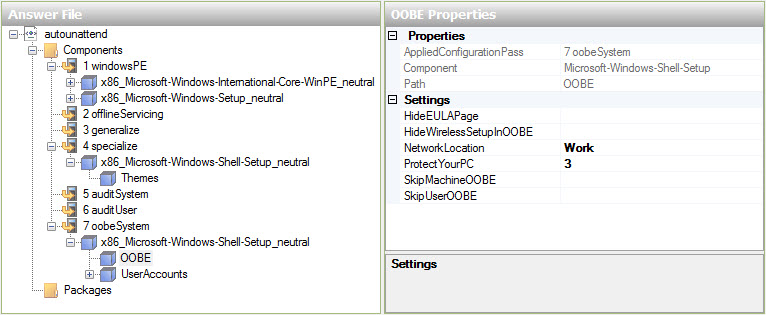 Answer File
autounattend
Components
1 windowsPE
x86_Microsoft-Windows-International-Core-WinPE_neutral
x86_Microsoft-Windows-Setup_neutral
2 offlineServicing
3 generalize
4 specialize
x86_Microsoft-Windows-Shell-Setup_neutral
Themes
5 auditSystem
6 auditUser
7 oobeSystem
x86_Microsoft-Windows-Shell-Setup_neutral
OOBE
UserAccounts
Packages
OOBE Properties
Properties
AppliedConfigurationPass 7 oobeSystem
Component Microsoft-Windows-Shell-Setup
Path OOBE
Settings
HideEULAPage
HideWirelessSetupInOOBE
NetworkLocation Work
ProtectYourPC 3
SkipMachineOOBE
SkipUserOOBE
Settings